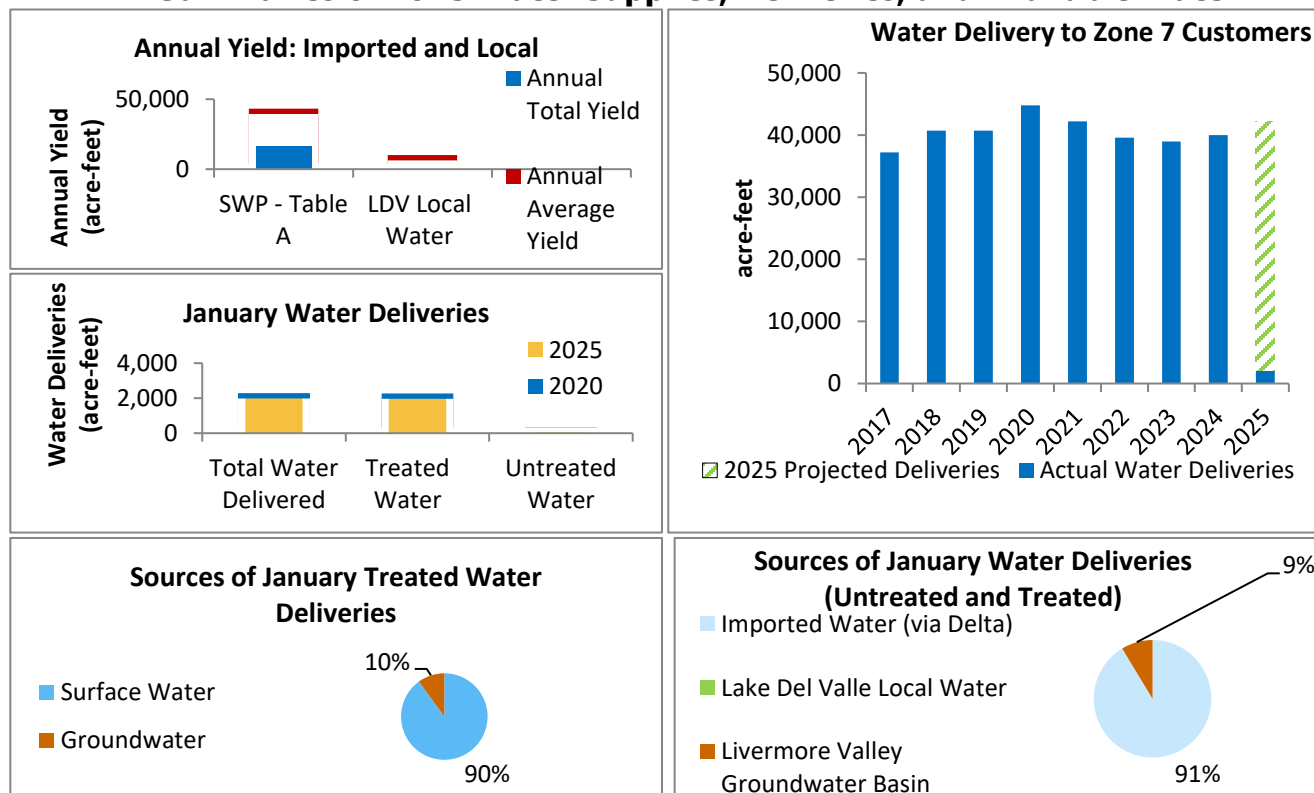 Annual Yield: Imported and Local
Annual Yield
(acre-feet)
50,000
0
SWP - Table
A
LDV Local
Water
Annual
Total Yield
Annual
Average
Yield
Water Delivery to Zone 7 Customers
acre-feet
50,000
40,000
30,000
20,000
10,000
0
2017
2018
2019
2020
2021
2022
2023
2024
2025
2025 Projected Deliveries
Actual Water Deliveries
January Water Deliveries
Water Deliveries
(acre-feet)
4,000
2,000
0
Total Water
Delivered
Treated
Water
Untreated
Water
2025
2020
Sources of January Treated Water
Deliveries
Surface Water
Groundwater
10%
90%
Sources of January Water Deliveries
(Untreated and Treated)
Imported Water (via Delta)
Lake Del Valle Local Water
Livermore Valley
Groundwater Basin
9%
91%